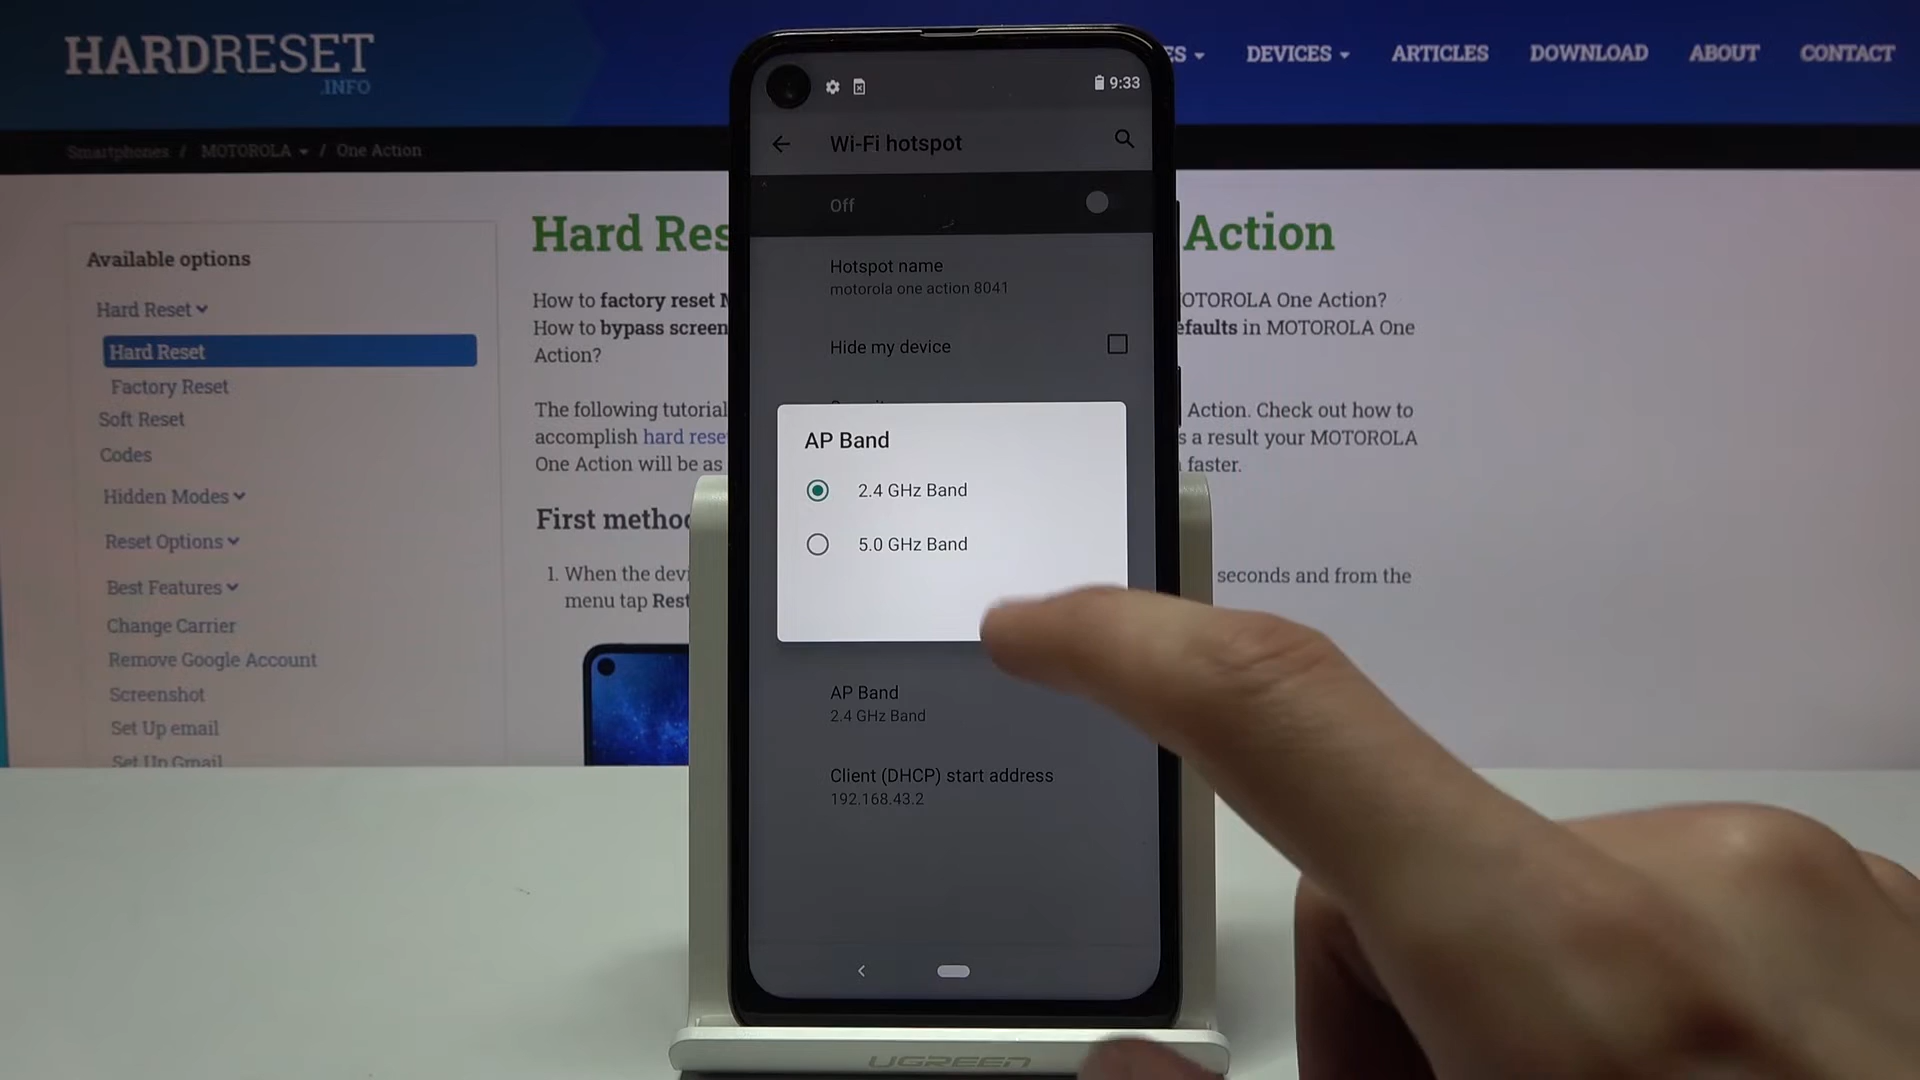 HARDRESET
.INFO
ES
DEVICES
ARTICLES
DOWNLOAD
ABOUT
CONTACT
Smartphones / MOTOROLA / One Action
Available options
Hard Reset
Hard Reset
Factory Reset
Soft Reset
Codes
Hidden Modes
Reset Options
Best Features
Change Carrier
Remove Google Account
Screenshot
Set Up email
Set Up Gmail
Hard Res
Action
How to factory reset M
OTOROLA One Action?
How to bypass screen
efaults in MOTOROLA One
Action?
The following tutorial
Action. Check out how to
accomplish hard rese
s a result your MOTOROLA
One Action will be as
faster.
First method
1. When the devi
seconds and from the
menu tap Rest
9:33
Wi-Fi hotspot
Off
Hotspot name
motorola one action 8041
Hide my device
AP Band
2.4 GHz Band
5.0 GHz Band
AP Band
2.4 GHz Band
Client (DHCP) start address
192.168.43.2
UGREEN